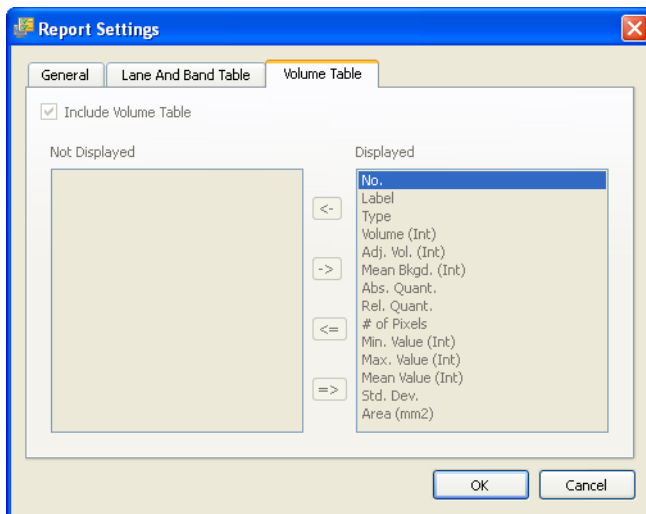 Report Settings
General
Lane And Band Table
Volume Table
Include Volume Table
Not Displayed
Displayed
<-
->
<=
=>
No.
Label
Type
Volume (Int)
Adj. Vol. (Int)
Mean Bkgd. (Int)
Abs. Quant.
Rel. Quant.
# of Pixels
Min. Value (Int)
Max. Value (Int)
Mean Value (Int)
Std. Dev.
Area (mm2)
OK
Cancel